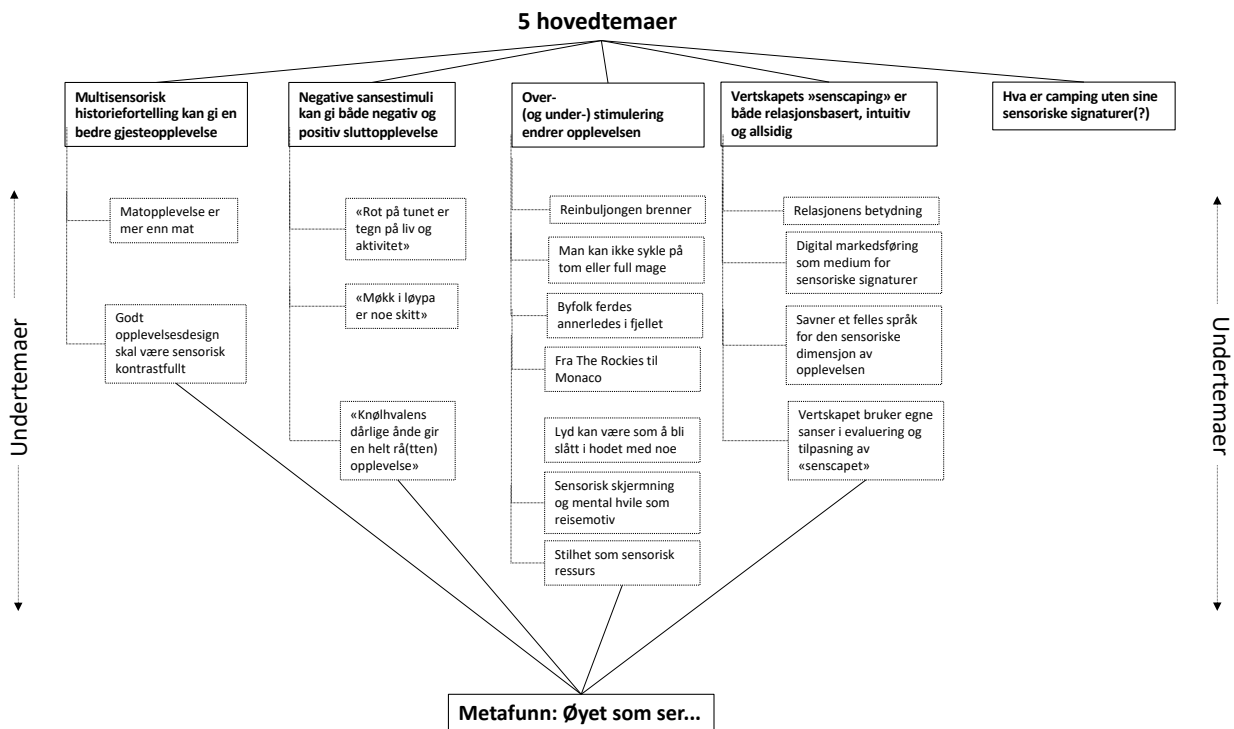 5 hovedtemaer
Multisensorisk
historiefortelling kan gi en
bedre gjesteopplevelse
Matopplevelse er
mer enn mat
Godt
opplevelsesdesign
skal være sensorisk
kontrastfullt
Negative sansestimuli
kan gi både negativ og
positiv sluttopplevelse
«Rot på tunet er
tegn på liv og
aktivitet»
«Møkk i løypa
er noe skitt»
«Knølhvalens
dårlige ånde gir
en helt rå(tten)
opplevelse»
Over-
(og under-) stimulering
endrer opplevelsen
Reinbuljongen brenner
Man kan ikke sykle på
tom eller full mage
Byfolk ferdes
annerledes i fjellet
Fra The Rockies til
Monaco
Lyd kan være som å bli
slått i hodet med noe
Sensorisk skjermning
og mental hvile som
reisemotiv
Stilhet som sensorisk
ressurs
Vertskapets »senscaping» er
både relasjonsbasert, intuitiv
og allsidig
Relasjonens betydning
Digital markedsføring
som medium for
sensoriske signaturer
Savner et felles språk
for den sensoriske
dimensjon av
opplevelsen
Vertskapet bruker egne
sanser i evaluering og
tilpasning av
«senscapet»
Hva er camping uten sine
sensoriske signaturer(?)
Undertemaer
Undertemaer
Metafunn: Øyet som ser...